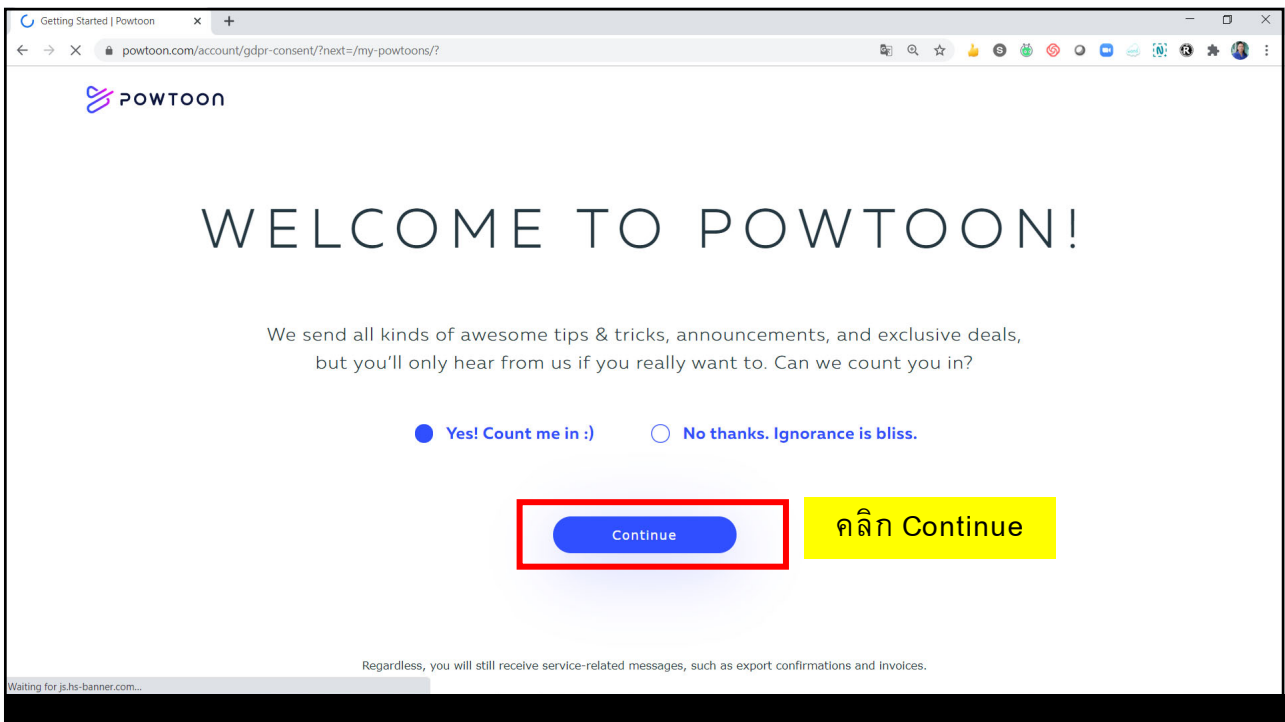 Getting Started | Powtoon
powtoon.com/account/gdpr-consent/?next=/my-powtoons/?
POWTOON
WELCOME TO POWTOON!
We send all kinds of awesome tips & tricks, announcements, and exclusive deals,
but you'll only hear from us if you really want to. Can we count you in?
Yes! Count me in :) No thanks. Ignorance is bliss.
Continue
คลิก Continue
Regardless, you will still receive service-related messages, such as export confirmations and invoices.
Waiting for js.hs-banner.com...